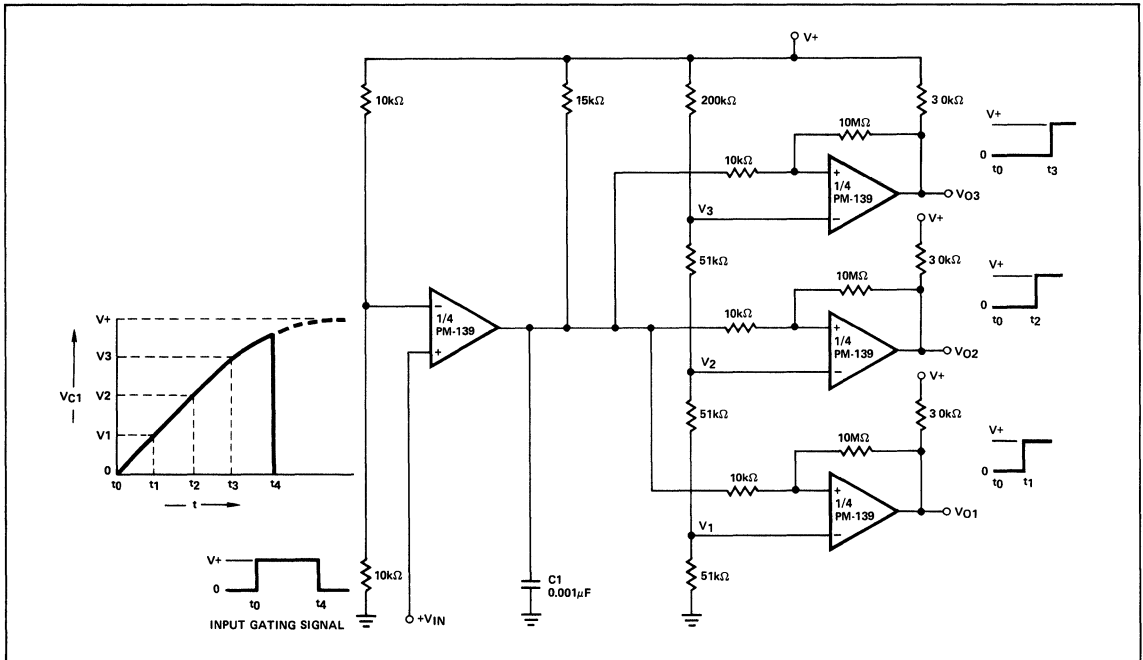 V+
10kΩ
15kΩ
200kΩ
3 0kΩ
10MΩ
10kΩ
+
1/4
PM-139
−
V3
VO3
V+
0
t0
t3
V+
3 0kΩ
51kΩ
10MΩ
10kΩ
+
1/4
PM-139
−
V2
VO2
V+
0
t0
t2
−
1/4
PM-139
+
V+
3 0kΩ
51kΩ
10MΩ
10kΩ
+
1/4
PM-139
−
V1
VO1
V+
0
t0
t1
51kΩ
V+
V3
V2
V1
0
VC1
t0
t1
t2
t3
t4
t
V+
0
t0
t4
INPUT GATING SIGNAL
10kΩ
+VIN
C1
0.001μF